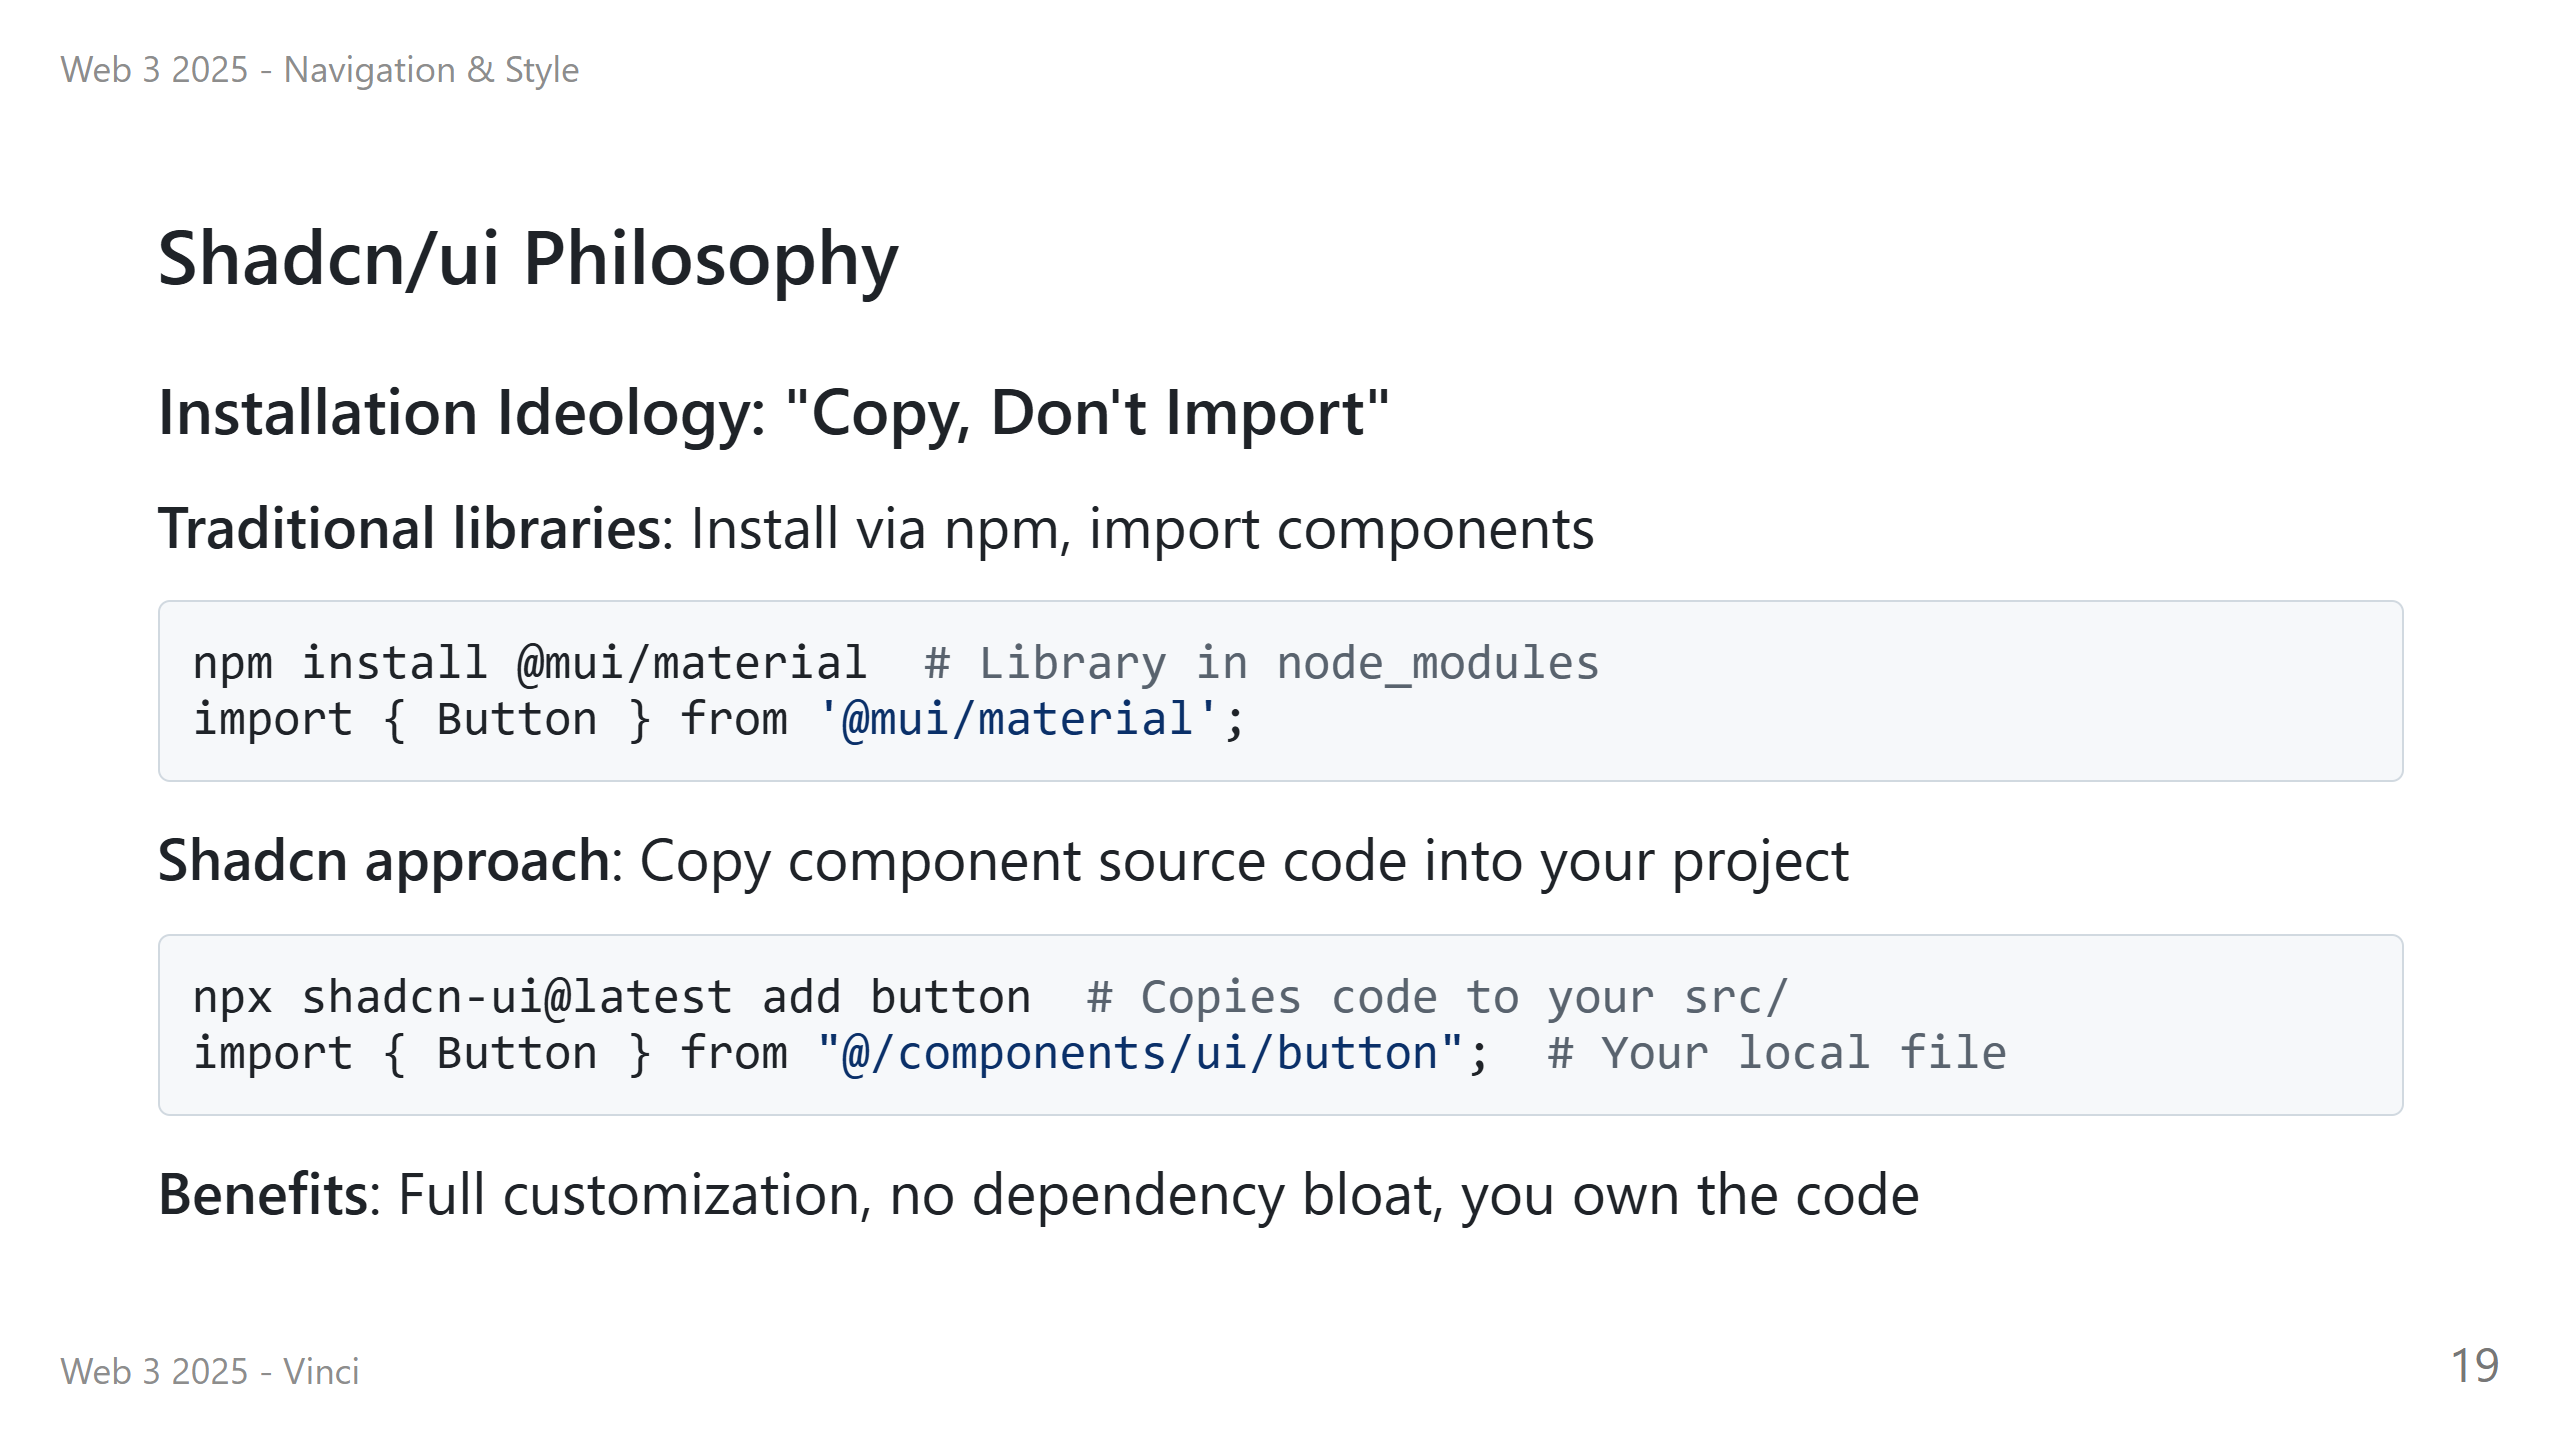 Web 3 2025 - Navigation & Style
Shadcn/ui Philosophy
Installation Ideology: "Copy, Don't Import"
Traditional libraries: Install via npm, import components
npm install @mui/material  # Library in node_modules
import { Button } from '@mui/material';
Shadcn approach: Copy component source code into your project
npx shadcn-ui@latest add button  # Copies code to your src/
import { Button } from "@/components/ui/button";  # Your local file
Benefits: Full customization, no dependency bloat, you own the code
Web 3 2025 - Vinci
19